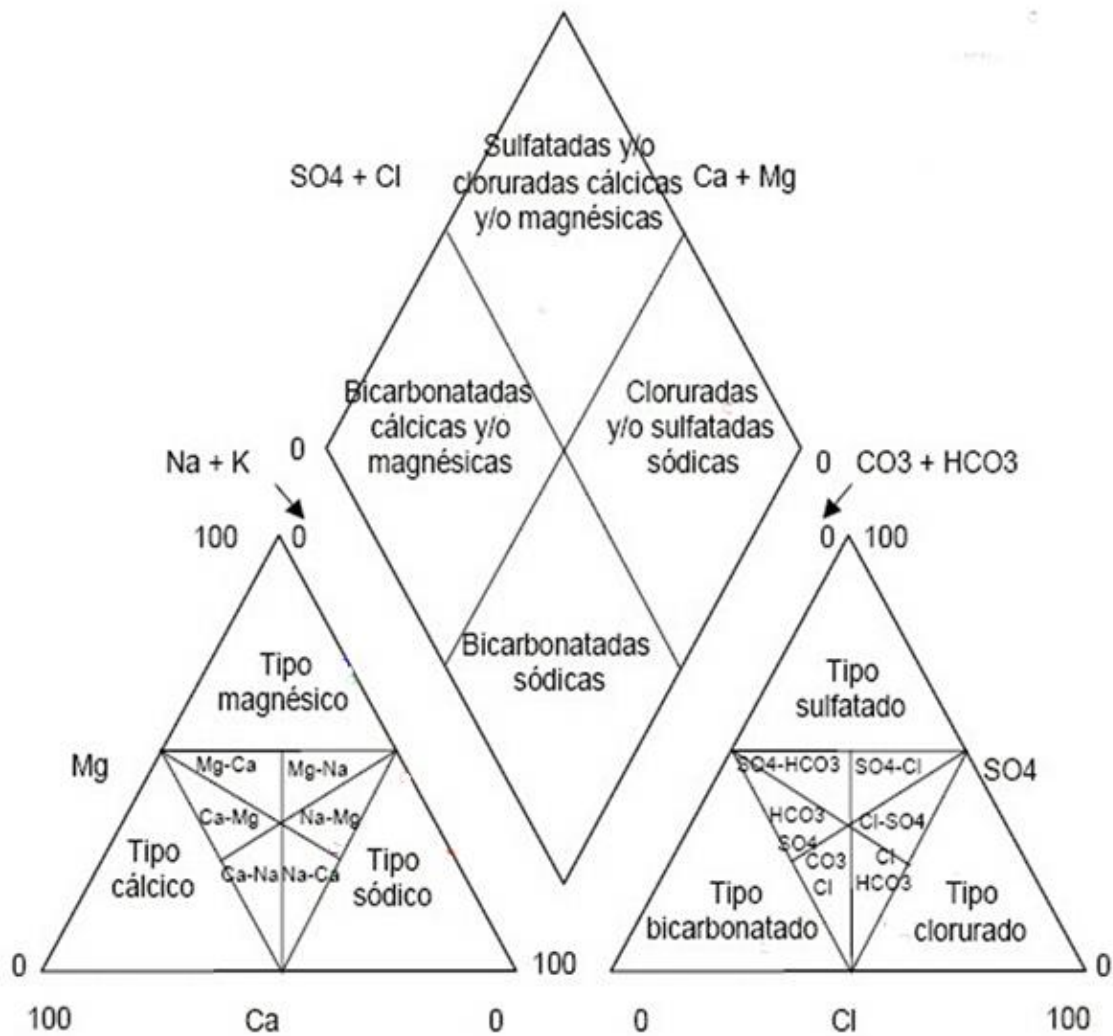 Sulfatadas y/o
SO4 + Cl
cloruradas cálcicas
Ca + Mg
y/o magnésicas
Bicarbonatadas
cálcicas y/o
magnésicas
Cloruradas
y/o sulfatadas
sódicas
0
Na + K
0
CO3 + HCO3
100
0
0
100
Bicarbonatadas
sódicas
Tipo
magnésico
Tipo
sulfatado
Mg
Mg-Ca
Mg-Na
Ca-Mg
Na-Mg
Ca-Na
Na-Ca
Tipo
cálcico
Tipo
sódico
SO4-HCO3
SO4-Cl
SO4
HCO3
SO4
Cl-SO4
CO3
Cl
Cl
HCO3
Tipo
bicarbonatado
Tipo
clorurado
0
100
0
100
Ca
0
0
Cl
100